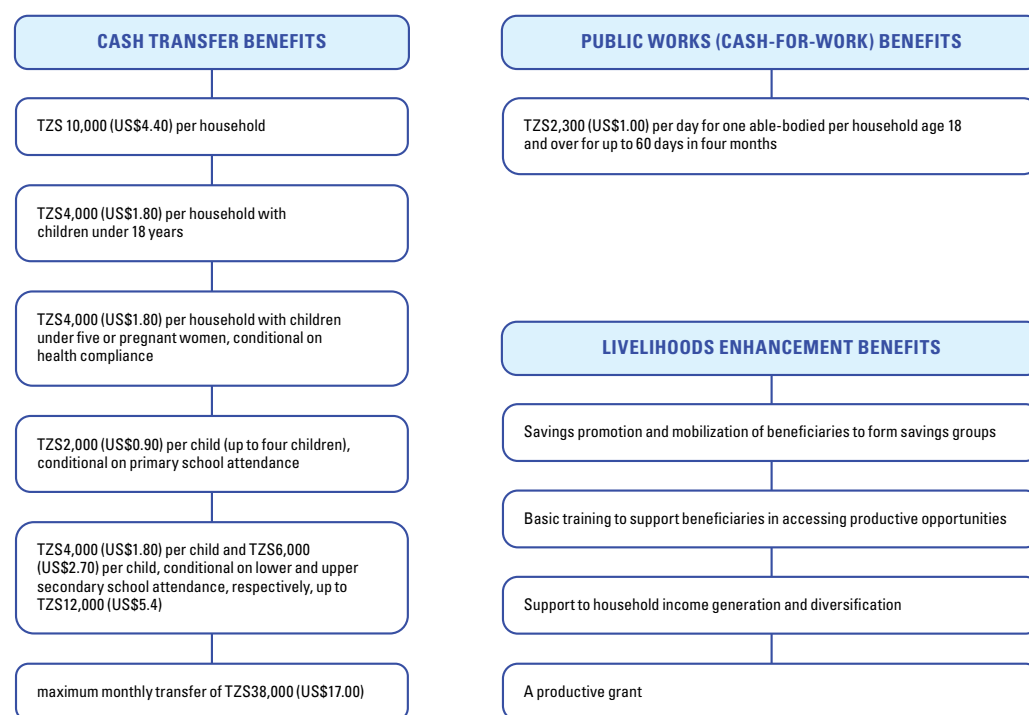 CASH TRANSFER BENEFITS
TZS 10,000 (US$4.40) per household
TZS4,000 (US$1.80) per household with
children under 18 years
TZS4,000 (US$1.80) per household with children
under five or pregnant women, conditional on
health compliance
TZS2,000 (US$0.90) per child (up to four children),
conditional on primary school attendance
TZS4,000 (US$1.80) per child and TZS6,000
(US$2.70) per child, conditional on lower and upper
secondary school attendance, respectively, up to
TZS12,000 (US$5.4)
maximum monthly transfer of TZS38,000 (US$17.00)
PUBLIC WORKS (CASH-FOR-WORK) BENEFITS
TZS2,300 (US$1.00) per day for one able-bodied per household age 18
and over for up to 60 days in four months
LIVELIHOODS ENHANCEMENT BENEFITS
Savings promotion and mobilization of beneficiaries to form savings groups
Basic training to support beneficiaries in accessing productive opportunities
Support to household income generation and diversification
A productive grant